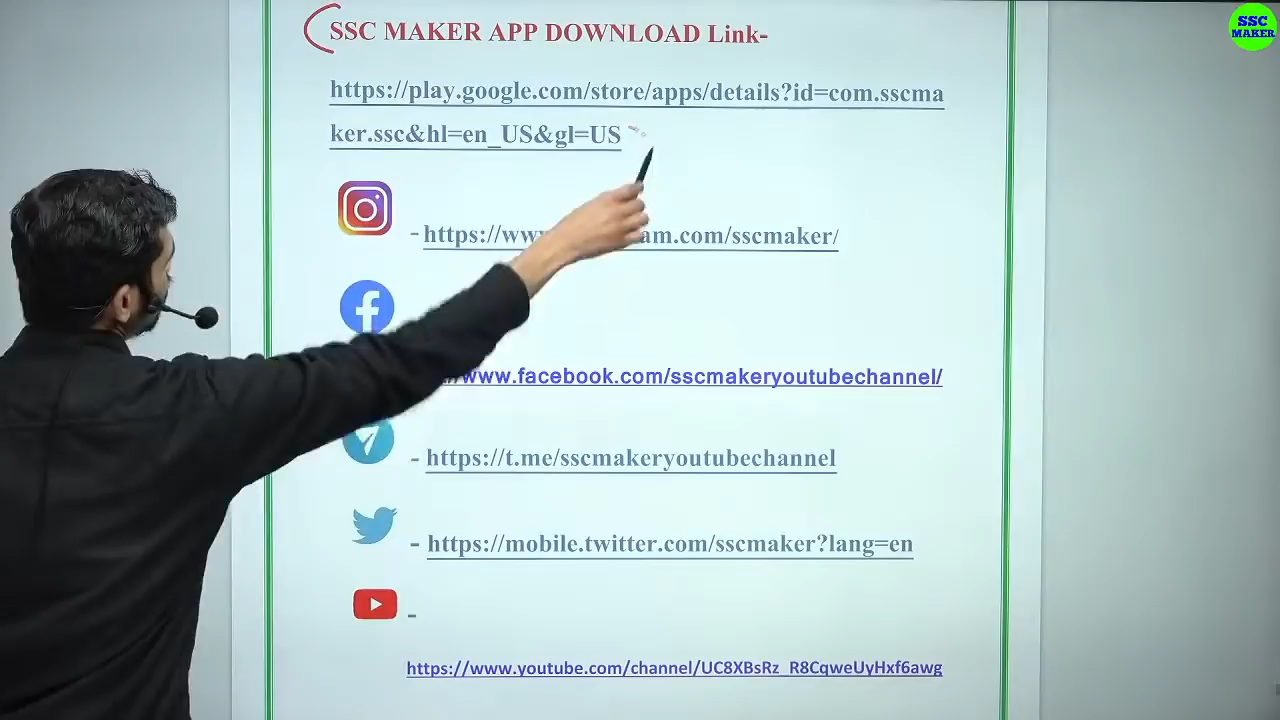 SSC MAKER APP DOWNLOAD Link-
SSC
MAKER
https://play.google.com/store/apps/details?id=com.sscma
ker.ssc&hl=en_US&gl=US
- https://www am.com/sscmaker/
www.facebook.com/sscmakeryoutubechannel/
- https://t.me/sscmakeryoutubechannel
- https://mobile.twitter.com/sscmaker?lang=en
-
https://www.youtube.com/channel/UC8XBsRz_R8CqweUyHxf6awg